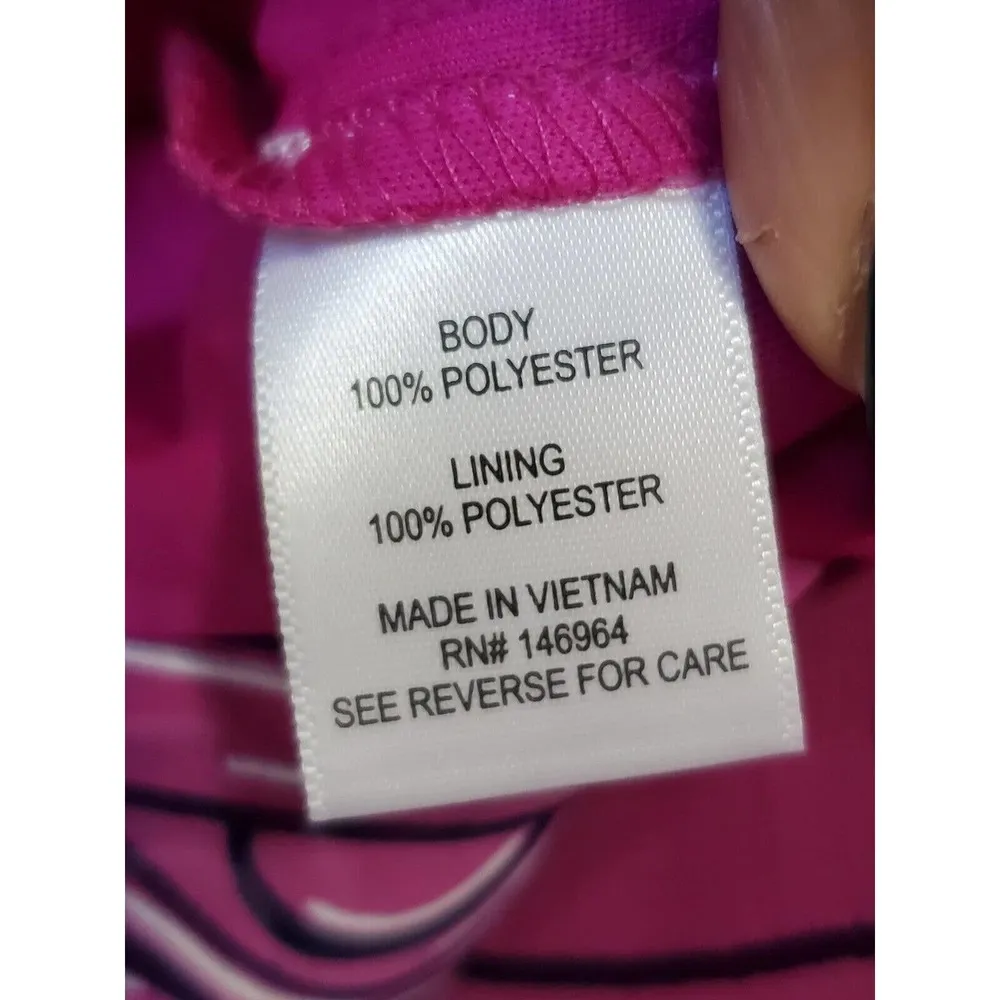 BODY
100% POLYESTER
LINING
100% POLYESTER
MADE IN VIETNAM
RN# 146964
SEE REVERSE FOR CARE